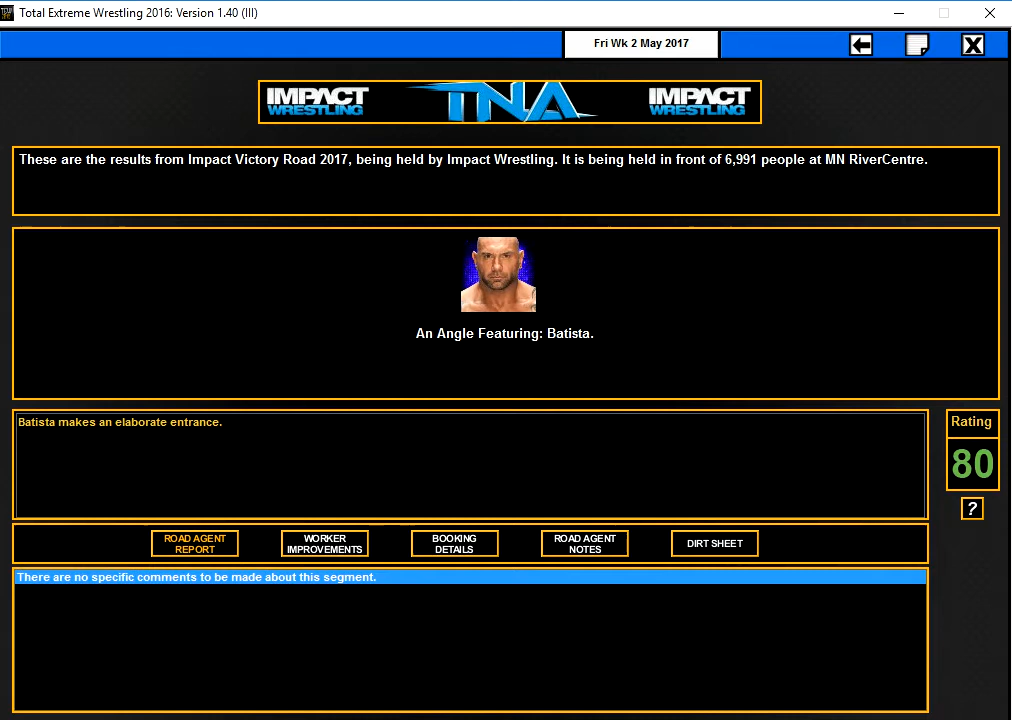 Total Extreme Wrestling 2016: Version 1.40 (III)
Fri Wk 2 May 2017
IMPACT WRESTLING TNA IMPACT WRESTLING
These are the results from Impact Victory Road 2017, being held by Impact Wrestling. It is being held in front of 6,991 people at MN RiverCentre.
An Angle Featuring: Batista.
Batista makes an elaborate entrance.
Rating
80
?
ROAD AGENT REPORT
WORKER IMPROVEMENTS
BOOKING DETAILS
ROAD AGENT NOTES
DIRT SHEET
There are no specific comments to be made about this segment.